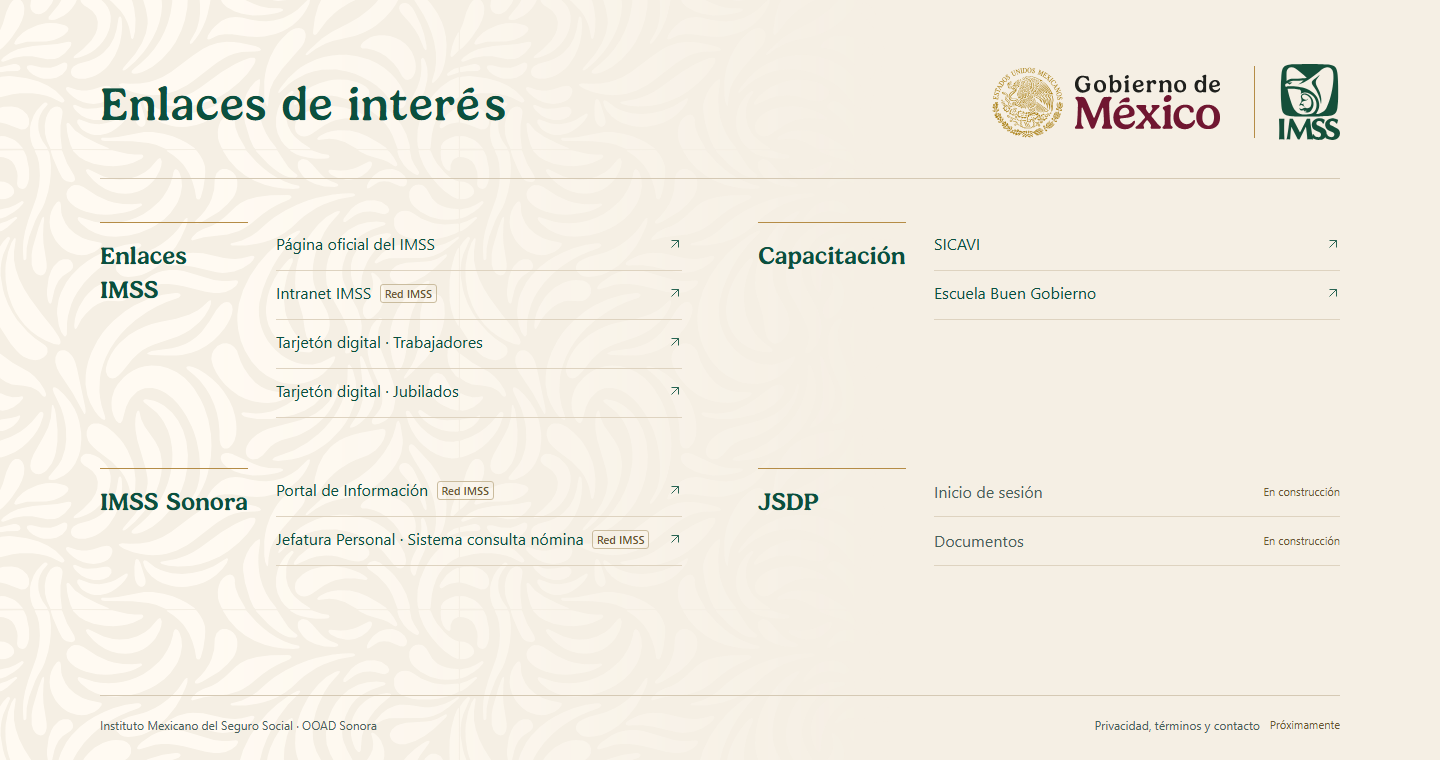 Enlaces de interés
ESTADOS UNIDOS MEXICANOS
Gobierno de
México
IMSS
Enlaces
IMSS
Página oficial del IMSS
Intranet IMSS Red IMSS
Tarjetón digital · Trabajadores
Tarjetón digital · Jubilados
Capacitación
SICAVI
Escuela Buen Gobierno
IMSS Sonora
Portal de Información Red IMSS
Jefatura Personal · Sistema consulta nómina Red IMSS
JSDP
Inicio de sesión En construcción
Documentos En construcción
Instituto Mexicano del Seguro Social · OOAD Sonora
Privacidad, términos y contacto Próximamente